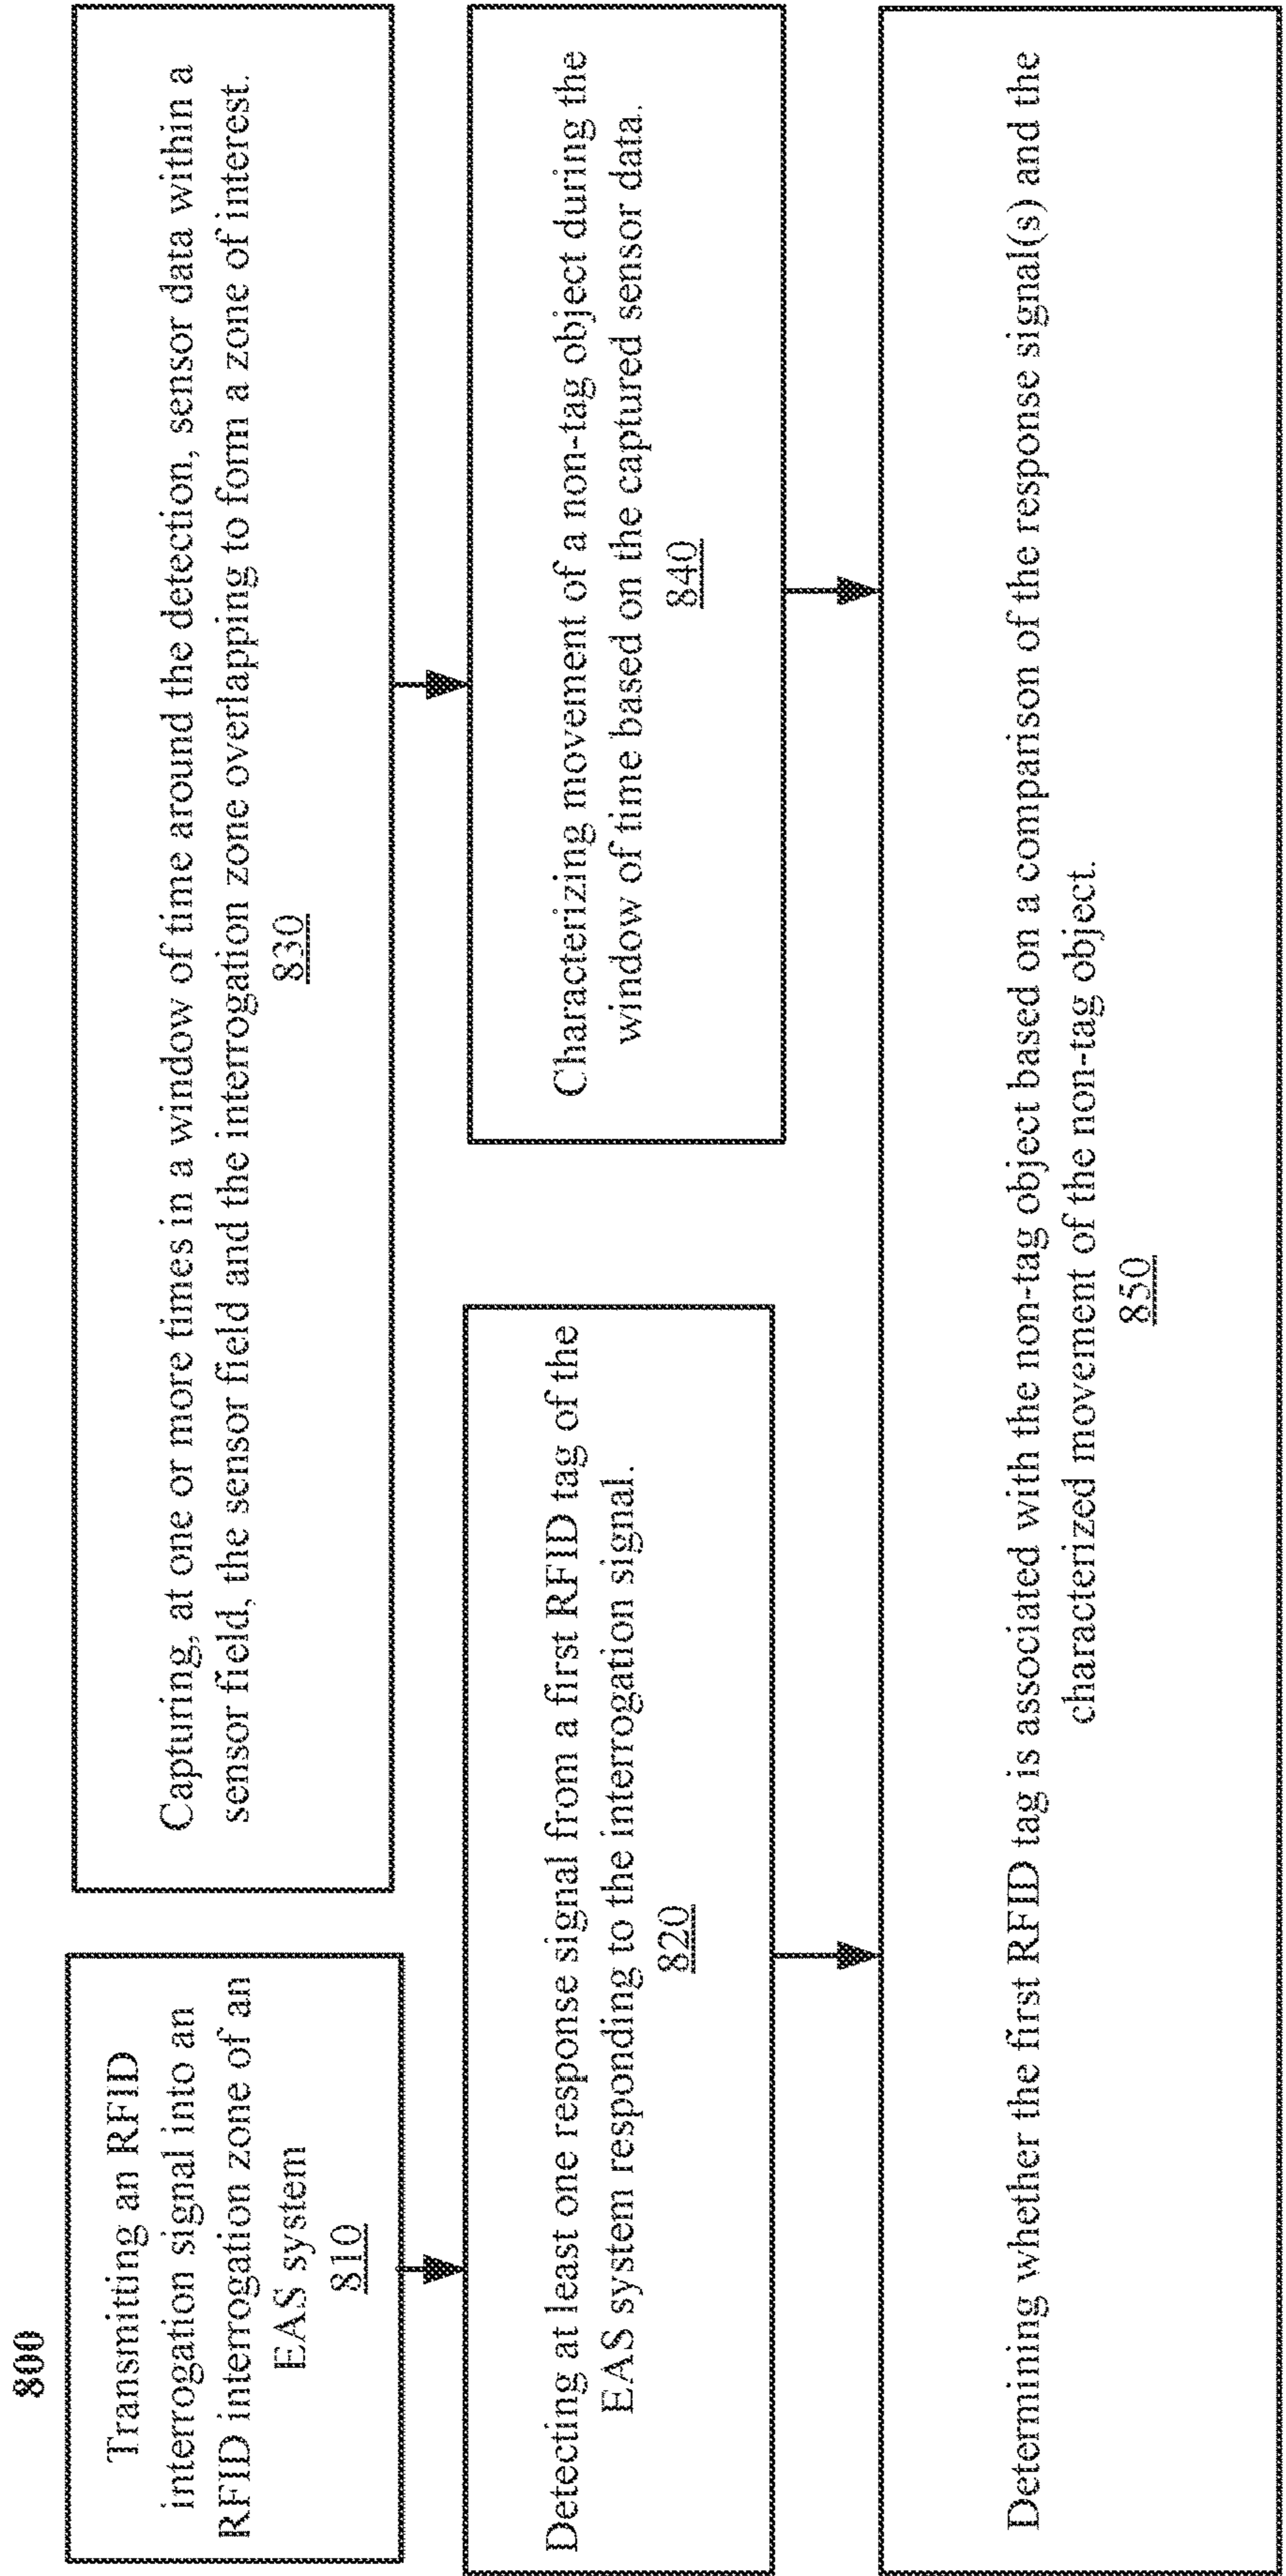 800
Transmitting an RFID
interrogation signal into an
RFID interrogation zone of an
EAS system
810
Detecting at least one response signal from a first RFID tag of the
EAS system responding to the interrogation signal.
820
Capturing, at one or more times in a window of time around the detection, sensor data within a
sensor field, the sensor field and the interrogation zone overlapping to form a zone of interest.
830
Characterizing movement of a non-tag object during the
window of time based on the captured sensor data.
840
Determining whether the first RFID tag is associated with the non-tag object based on a comparison of the response signal(s) and the
characterized movement of the non-tag object.
850